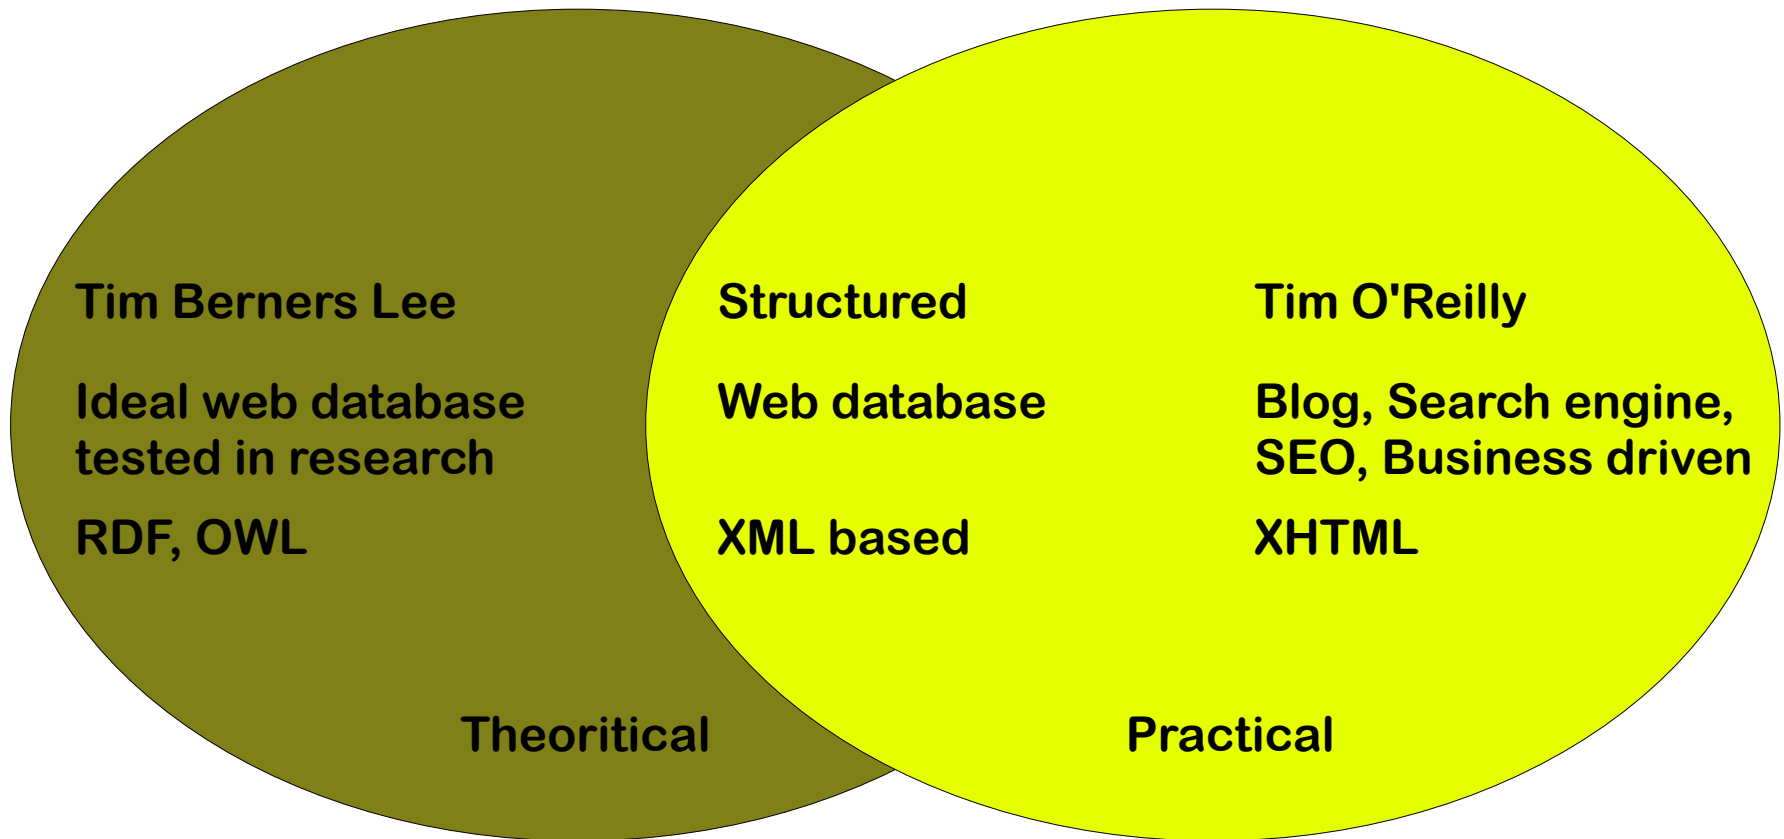 Tim Berners Lee
Ideal web database
tested in research
RDF, OWL
Theoritical
Structured
Web database
XML based
Tim O'Reilly
Blog, Search engine,
SEO, Business driven
XHTML
Practical